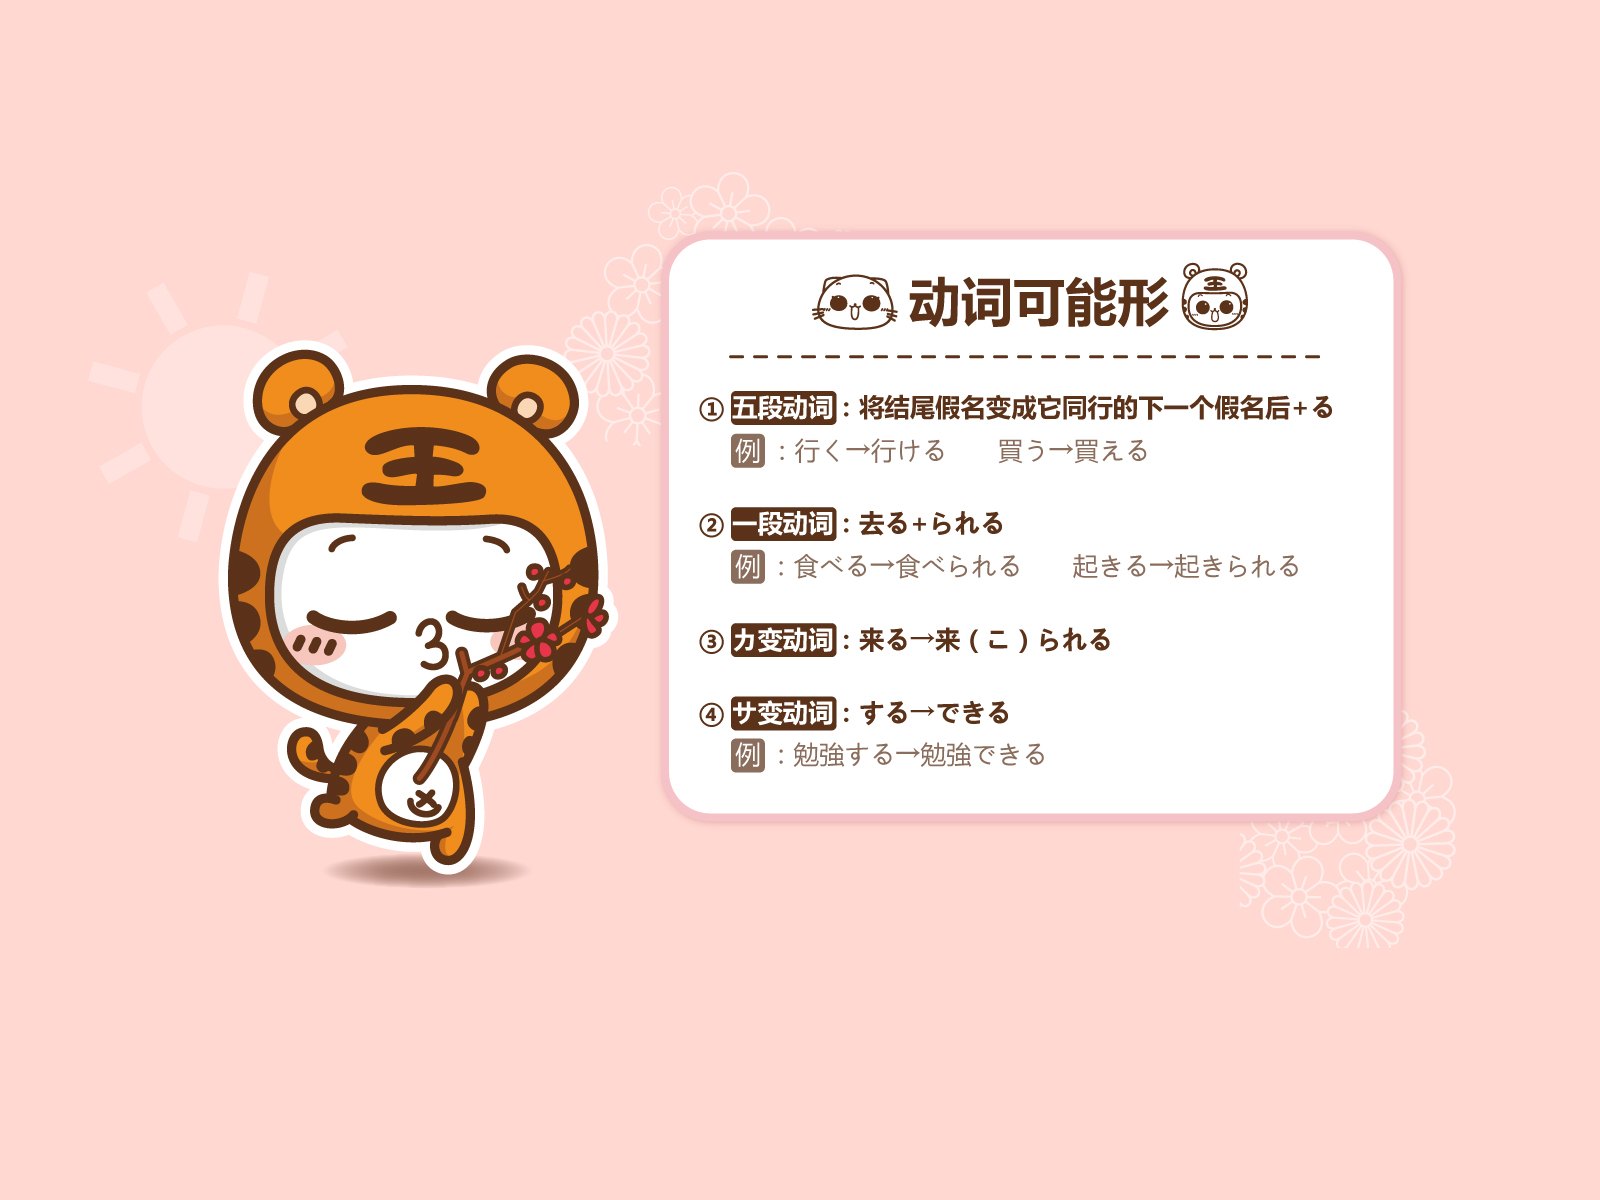 动词可能形
① 五段动词：将结尾假名变成它同行的下一个假名后+る
例：行く→行ける　　買う→買える
② 一段动词：去る+られる
例：食べる→食べられる　　起きる→起きられる
③ カ变动词：来る→来（こ）られる
④ サ变动词：する→できる
例：勉強する→勉強できる